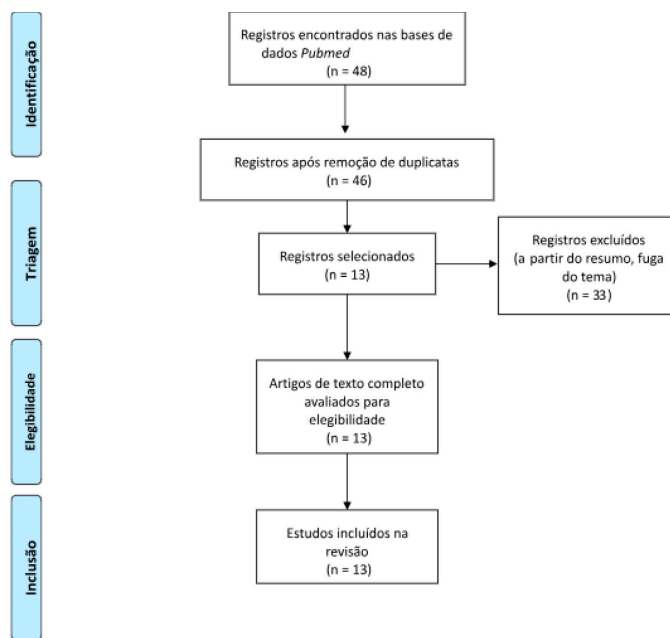 Identificação
Registros encontrados nas bases de
dados Pubmed
(n = 48)
Registros após remoção de duplicatas
(n = 46)
Triagem
Registros selecionados
(n = 13)
Registros excluídos
(a partir do resumo, fuga
do tema)
(n = 33)
Elegibilidade
Artigos de texto completo
avaliados para
elegibilidade
(n = 13)
Inclusão
Estudos incluídos na
revisão
(n = 13)